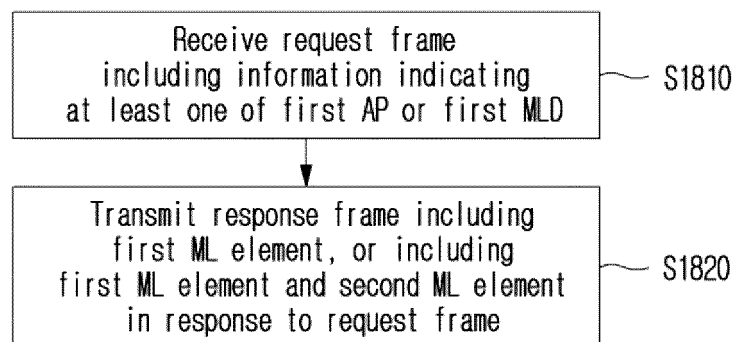 Receive request frame
including information indicating
at least one of first AP or first MLD
S1810
Transmit response frame including
first ML element, or including
first ML element and second ML element
in response to request frame
S1820